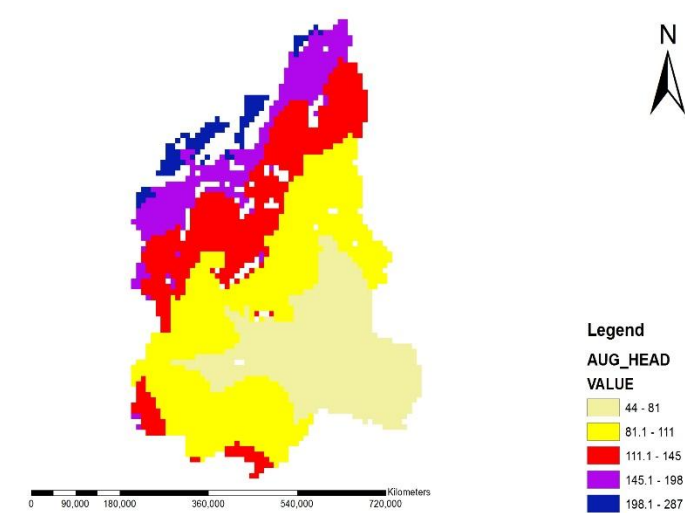 N
Legend
AUG_HEAD
VALUE
44 - 81
81.1 - 111
111.1 - 145
145.1 - 198
198.1 - 287
Kilometers
0 90,000 180,000 360,000 540,000 720,000